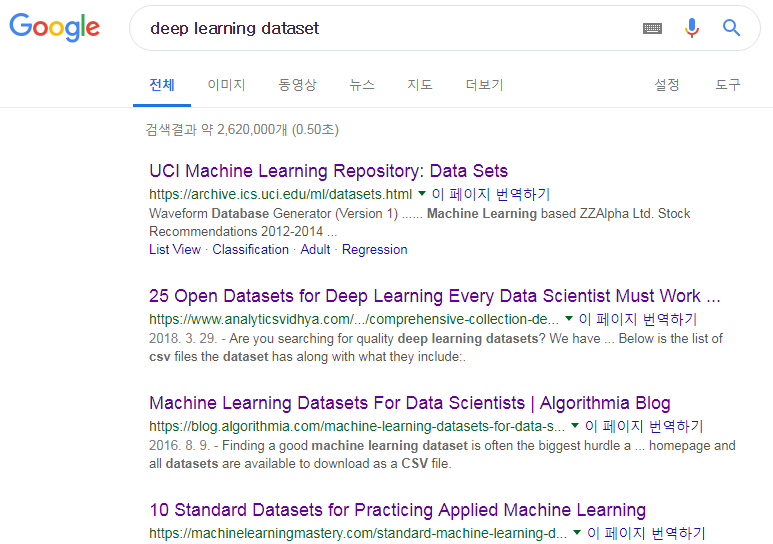 Google
deep learning dataset
전체 이미지 동영상 뉴스 지도 더보기 설정 도구
검색결과 약 2,620,000개 (0.50초)
UCI Machine Learning Repository: Data Sets
https://archive.ics.uci.edu/ml/datasets.html 이 페이지 번역하기
Waveform Database Generator (Version 1) ...... Machine Learning based ZZAlpha Ltd. Stock
Recommendations 2012-2014 ...
List View · Classification · Adult · Regression
25 Open Datasets for Deep Learning Every Data Scientist Must Work ...
https://www.analyticsvidhya.com/.../comprehensive-collection-de... 이 페이지 번역하기
2018. 3. 29. - Are you searching for quality deep learning datasets? We have ... Below is the list of
csv files the dataset has along with what they include:.
Machine Learning Datasets For Data Scientists | Algorithmia Blog
https://blog.algorithmia.com/machine-learning-datasets-for-data-s... 이 페이지 번역하기
2016. 8. 9. - Finding a good machine learning dataset is often the biggest hurdle a ... homepage and
all datasets are available to download as a CSV file.
10 Standard Datasets for Practicing Applied Machine Learning
https://machinelearningmastery.com/standard-machine-learning-d... 이 페이지 번역하기